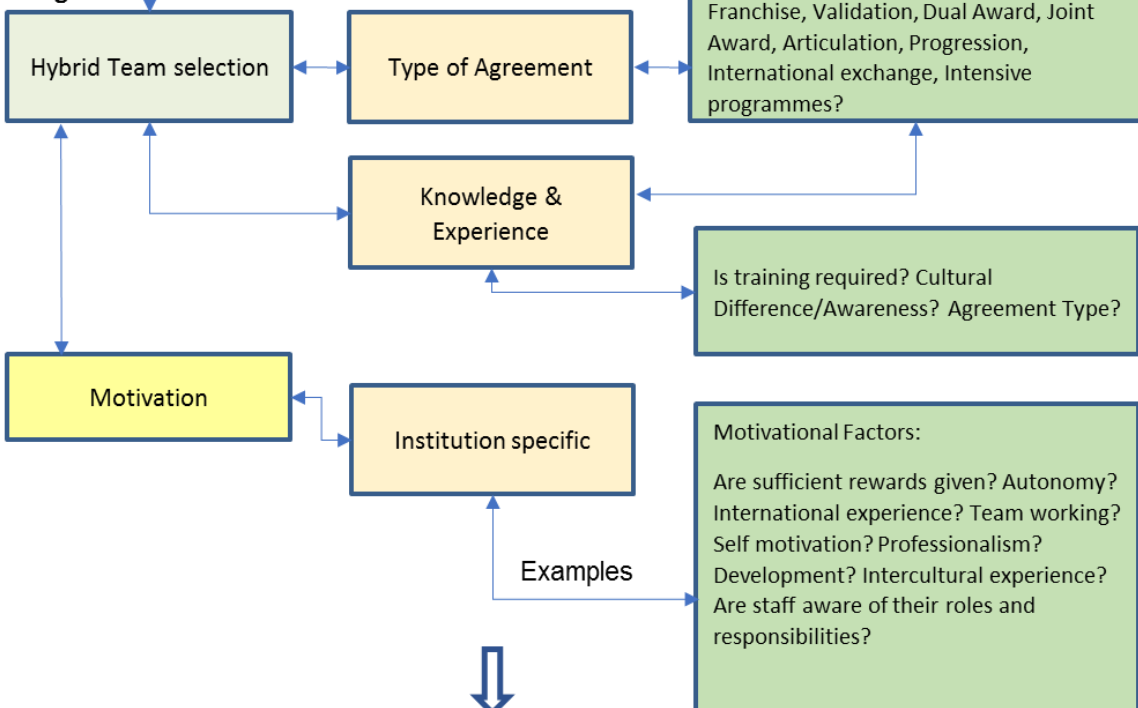 Franchise, Validation, Dual Award, Joint
Award, Articulation, Progression,
International exchange, Intensive
programmes?
Hybrid Team selection
Type of Agreement
Knowledge &
Experience
Is training required? Cultural
Difference/Awareness? Agreement Type?
Motivation
Institution specific
Motivational Factors:
Are sufficient rewards given? Autonomy?
International experience? Team working?
Self motivation? Professionalism?
Development? Intercultural experience?
Are staff aware of their roles and
responsibilities?
Examples